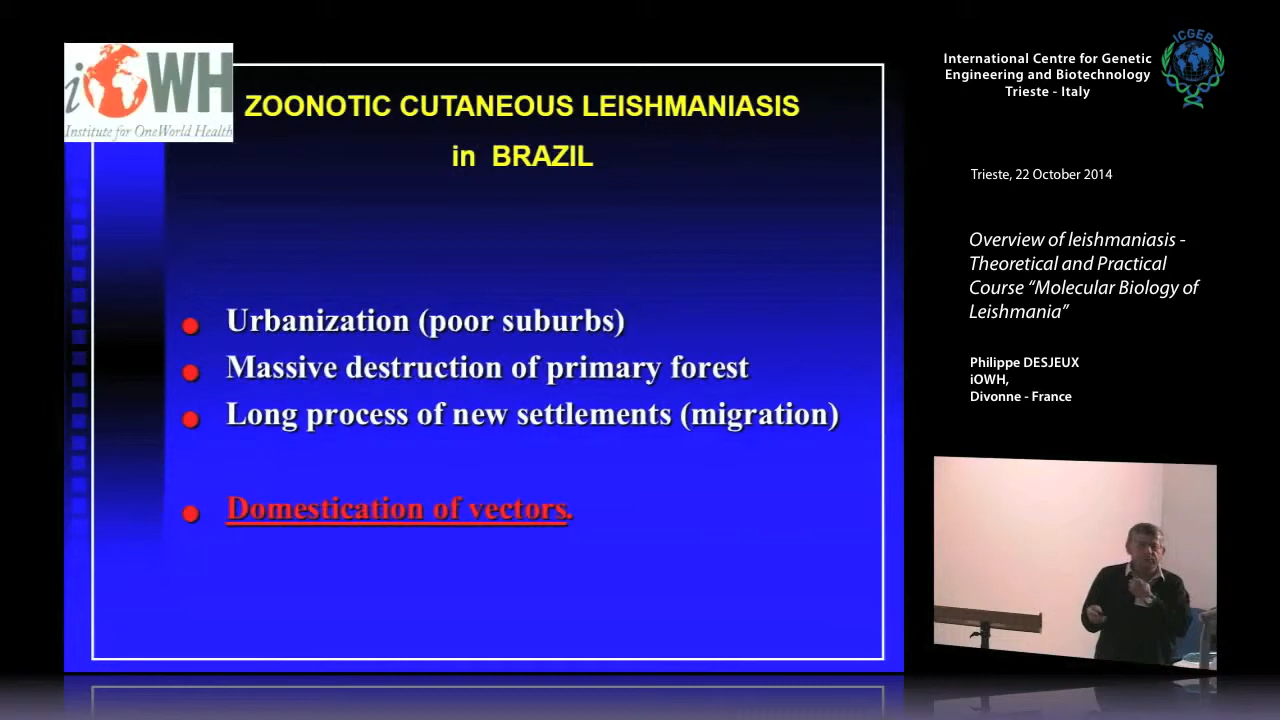 iOWH
Institute for OneWorld Health
ZOONOTIC CUTANEOUS LEISHMANIASIS
in BRAZIL
Urbanization (poor suburbs)
Massive destruction of primary forest
Long process of new settlements (migration)
Domestication of vectors.
International Centre for Genetic
Engineering and Biotechnology
Trieste - Italy
ICGEB
Trieste, 22 October 2014
Overview of leishmaniasis -
Theoretical and Practical
Course “Molecular Biology of
Leishmania”
Philippe DESJEUX
iOWH,
Divonne - France